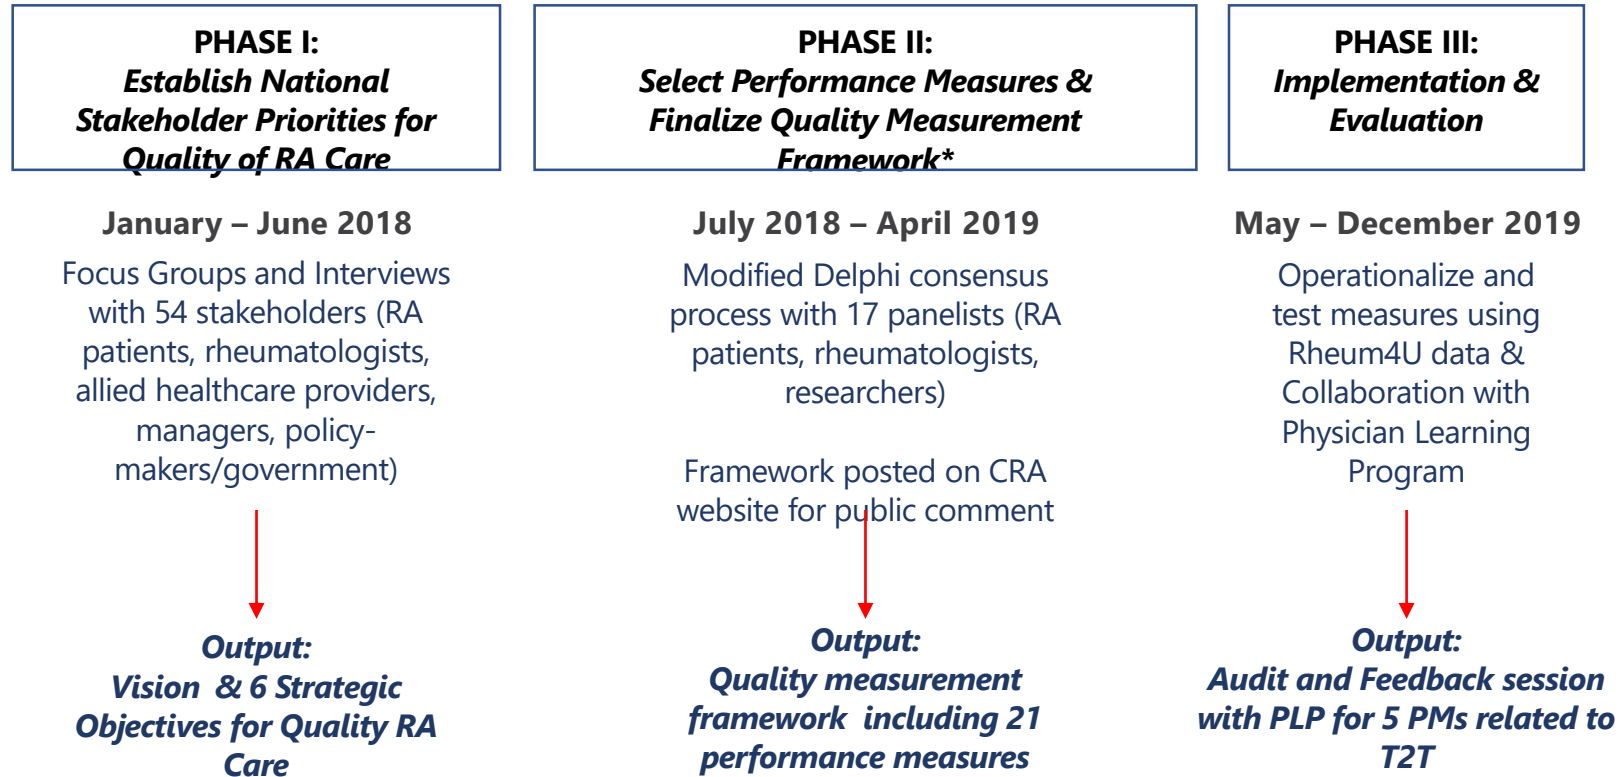 PHASE I:
Establish National
Stakeholder Priorities for
Quality of RA Care
January – June 2018
Focus Groups and Interviews
with 54 stakeholders (RA
patients, rheumatologists,
allied healthcare providers,
managers, policy-
makers/government)
Output:
Vision & 6 Strategic
Objectives for Quality RA
Care
PHASE II:
Select Performance Measures &
Finalize Quality Measurement
Framework*
July 2018 – April 2019
Modified Delphi consensus
process with 17 panelists (RA
patients, rheumatologists,
researchers)
Framework posted on CRA
website for public comment
Output:
Quality measurement
framework including 21
performance measures
PHASE III:
Implementation &
Evaluation
May – December 2019
Operationalize and
test measures using
Rheum4U data &
Collaboration with
Physician Learning
Program
Output:
Audit and Feedback session
with PLP for 5 PMs related to
T2T